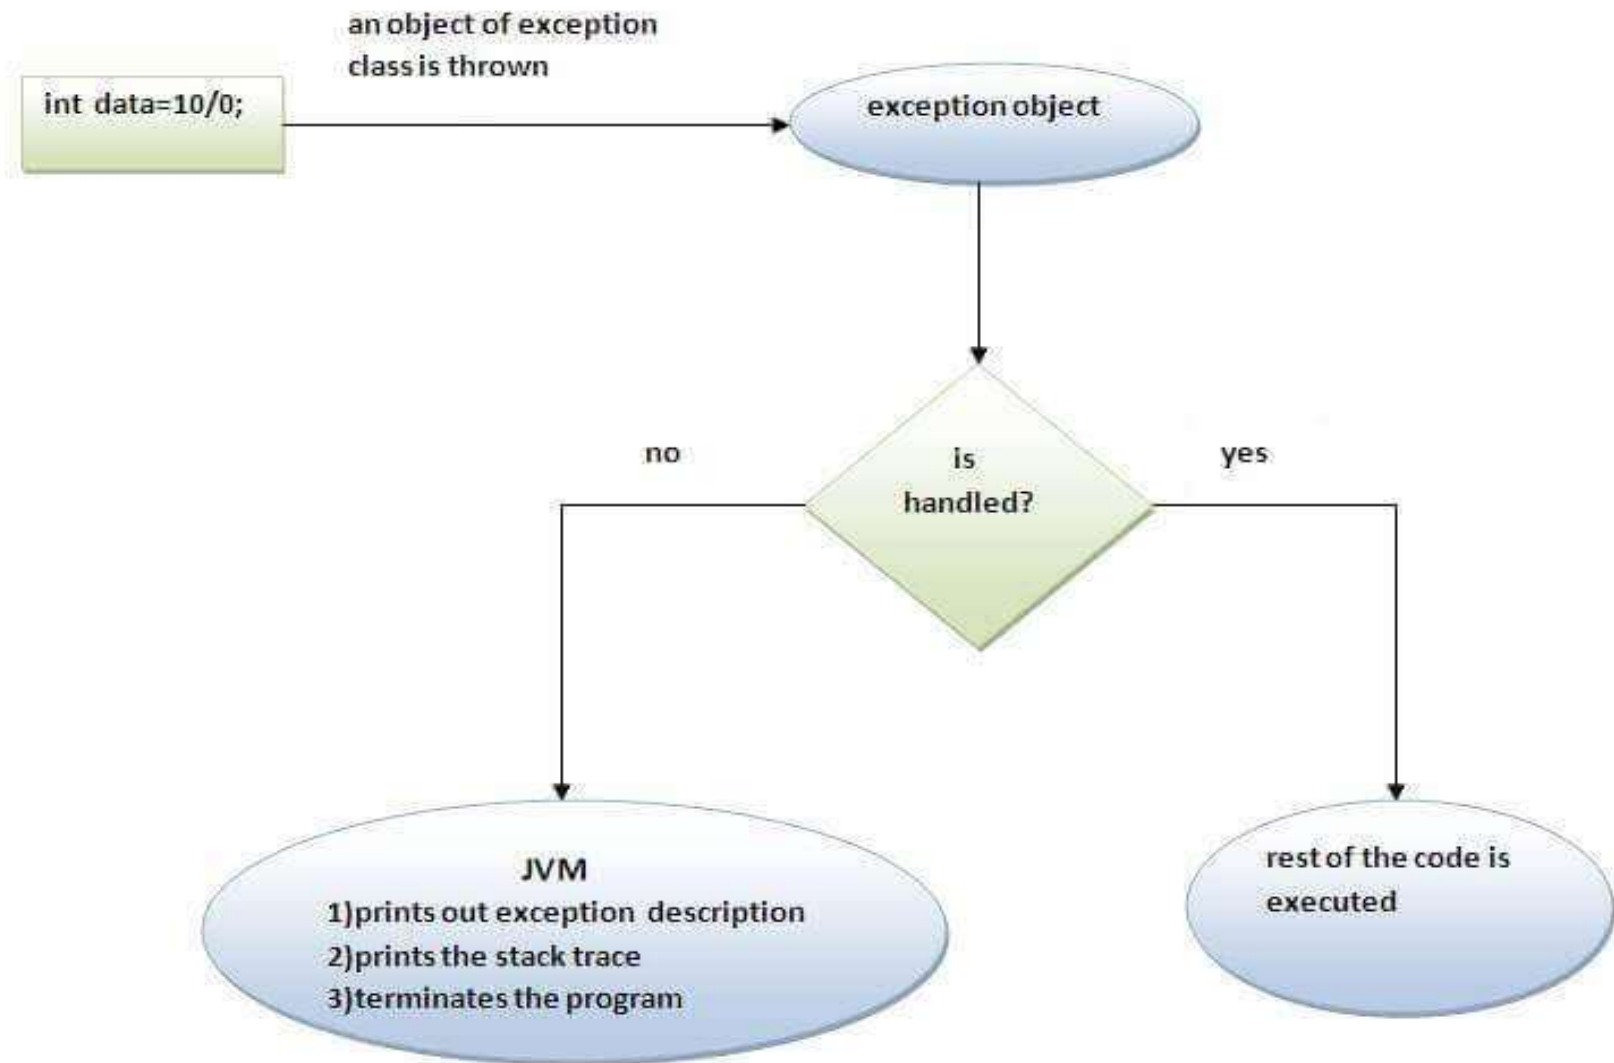 an object of exception
class is thrown
int data=10/0;
exception object
no
is
handled?
yes
JVM
1)prints out exception description
2)prints the stack trace
3)terminates the program
rest of the code is
executed